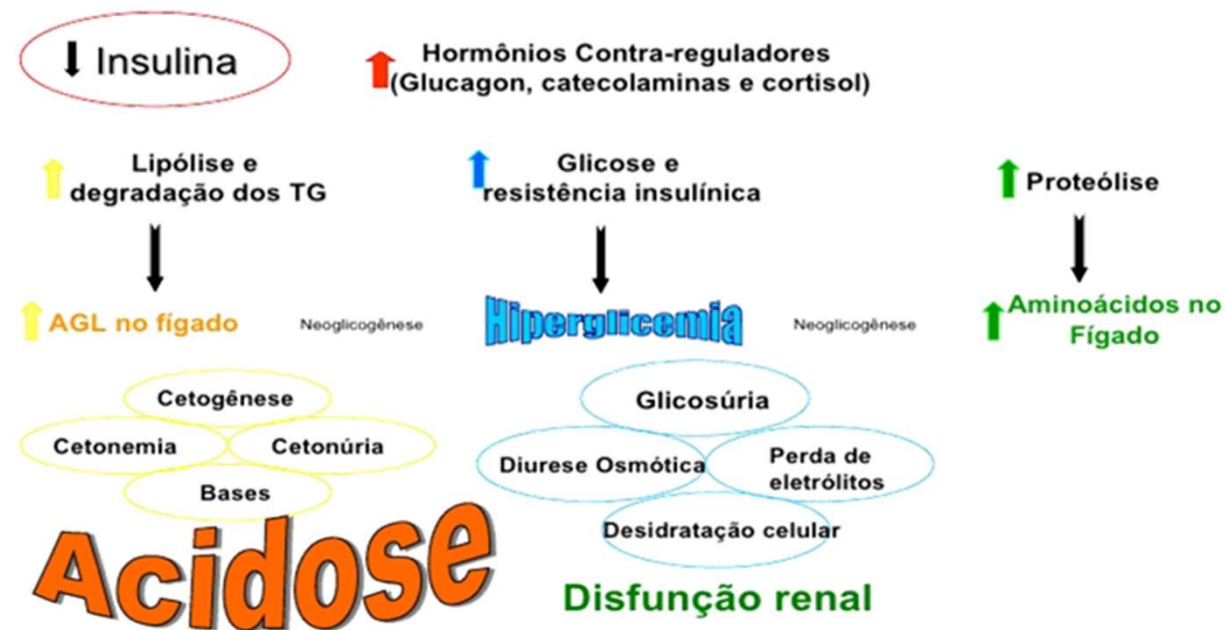 Insulina
Hormônios Contra-reguladores
(Glucagon, catecolaminas e cortisol)
Lipólise e
degradação dos TG
Glicose e
resistência insulínica
Proteólise
AGL no fígado
Neoglicogênese
Hiperglicemia
Neoglicogênese
Aminoácidos no
Fígado
Cetogênese
Cetonemia
Cetonúria
Bases
Acidose
Glicosúria
Diurese Osmótica
Perda de
eletrólitos
Desidratação celular
Disfunção renal